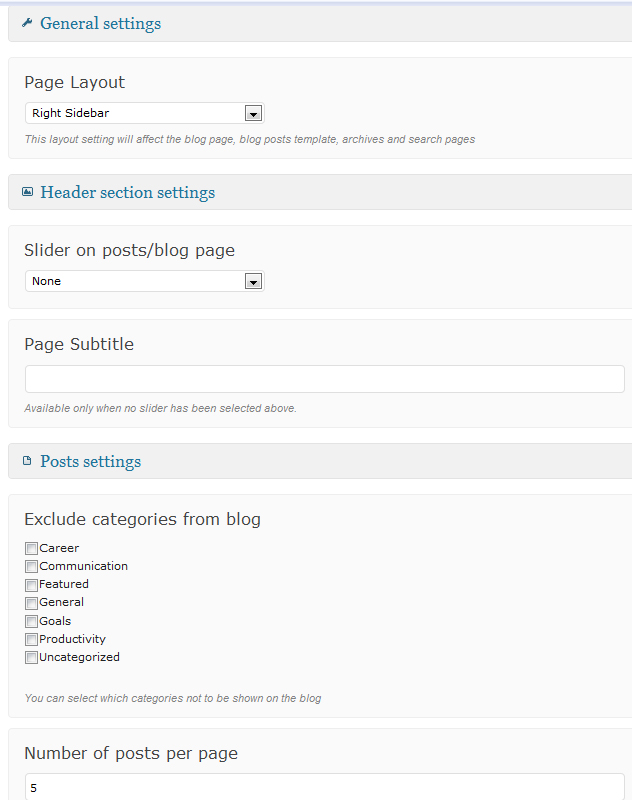 General settings
Page Layout
Right Sidebar
This layout setting will affect the blog page, blog posts template, archives and search pages
Header section settings
Slider on posts/blog page
None
Page Subtitle
Available only when no slider has been selected above.
Posts settings
Exclude categories from blog
Career
Communication
Featured
General
Goals
Productivity
Uncategorized
You can select which categories not to be shown on the blog
Number of posts per page
5